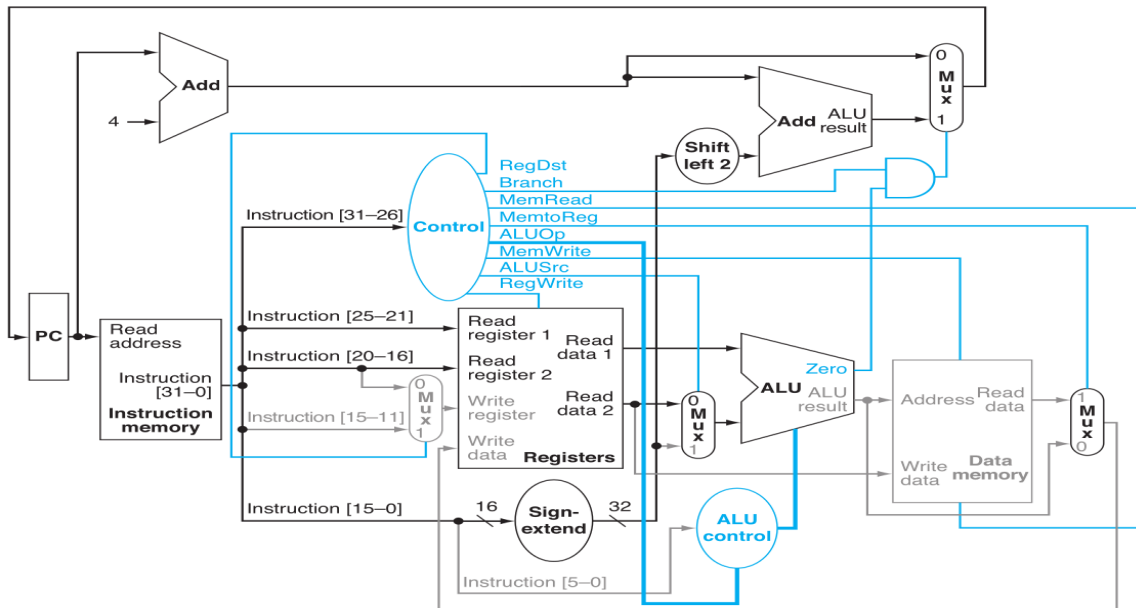 0
Mux
1
Add
4
Add
ALU
result
Shift
left 2
RegDst
Branch
MemRead
MemtoReg
ALUOp
MemWrite
ALUSrc
RegWrite
Control
Instruction [31–26]
PC
Read
address
Instruction
[31–0]
Instruction
memory
Instruction [25–21]
Instruction [20–16]
Instruction [15–11]
0
Mux
1
Read
register 1
Read
register 2
Write
register
Write
data
Read
data 1
Read
data 2
Registers
0
Mux
1
Zero
ALU
ALU
result
Address
Read
data
Write
data
Data
memory
1
Mux
0
Instruction [15–0]
16
Sign-
extend
32
ALU
control
Instruction [5–0]